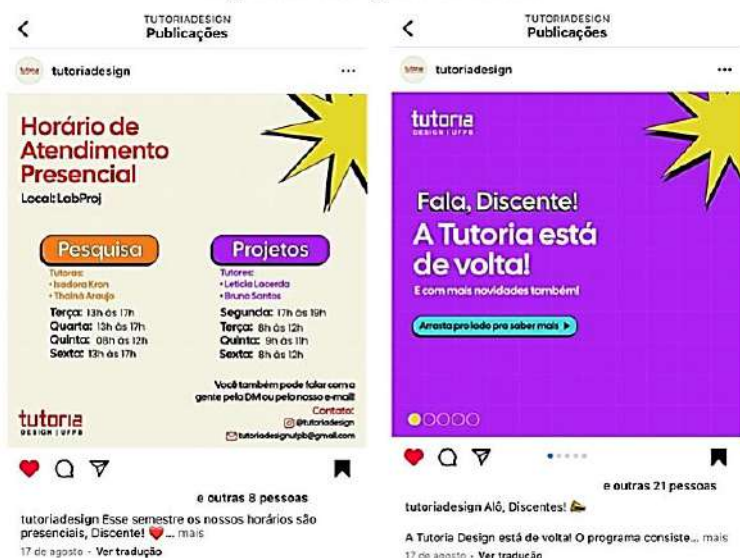 TUTORIADESIGN
Publicações
tutoriadesign
Horário de
Atendimento
Presencial
Local: LabProj
Pesquisa
Tutores:
• Isadora Kron
• Thainá Araujo
Terça: 13h às 17h
Quarta: 13h às 17h
Quinta: 08h às 12h
Sexta: 13h às 17h
Projetos
Tutores:
• Leticia Lacerda
• Bruno Santos
Segunda: 17h às 19h
Terça: 8h às 12h
Quinta: 9h às 11h
Sexta: 8h às 12h
Você também pode falar com a
gente pela DM ou pelo nosso e-mail!
Contato:
@tutoriadesign
tutoriadesignufpb@gmail.com
tutoria
DESIGN | UFPB
e outras 8 pessoas
tutoriadesign Esse semestre os nossos horários são
presenciais, Discente! ❤️... mais
17 de agosto • Ver tradução
TUTORIADESIGN
Publicações
tutoriadesign
tutoria
DESIGN | UFPB
Fala, Discente!
A Tutoria está
de volta!
E com mais novidades também!
Arrasta pro lado pra saber mais
e outras 21 pessoas
tutoriadesign Alô, Discentes!
A Tutoria Design está de volta! O programa consiste... mais
17 de agosto • Ver tradução